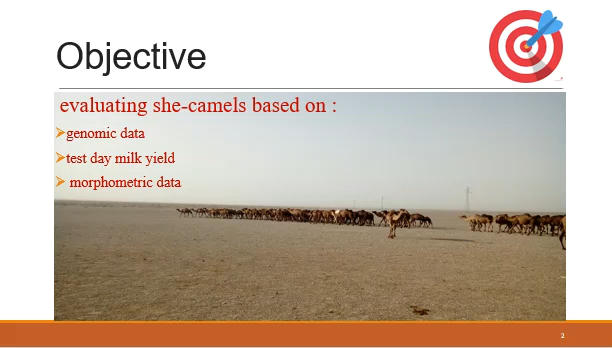 Objective
evaluating she-camels based on :
genomic data
test day milk yield
morphometric data
2